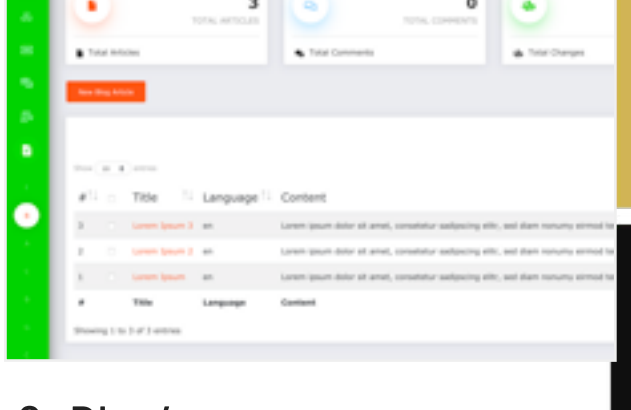 3
TOTAL ARTICLES
0
TOTAL COMMENTS
Total Articles
Total Comments
Total Changes
New Blog Article
Show 10 entries
# Title Language Content
3 Lorem Ipsum 3 en Lorem ipsum dolor sit amet, consetetur sadipscing elitr, sed diam nonumy eirmod
2 Lorem Ipsum 2 en Lorem ipsum dolor sit amet, consetetur sadipscing elitr, sed diam nonumy eirmod
1 Lorem Ipsum en Lorem ipsum dolor sit amet, consetetur sadipscing elitr, sed diam nonumy eirmod
# Title Language Content
Showing 1 to 3 of 3 entries